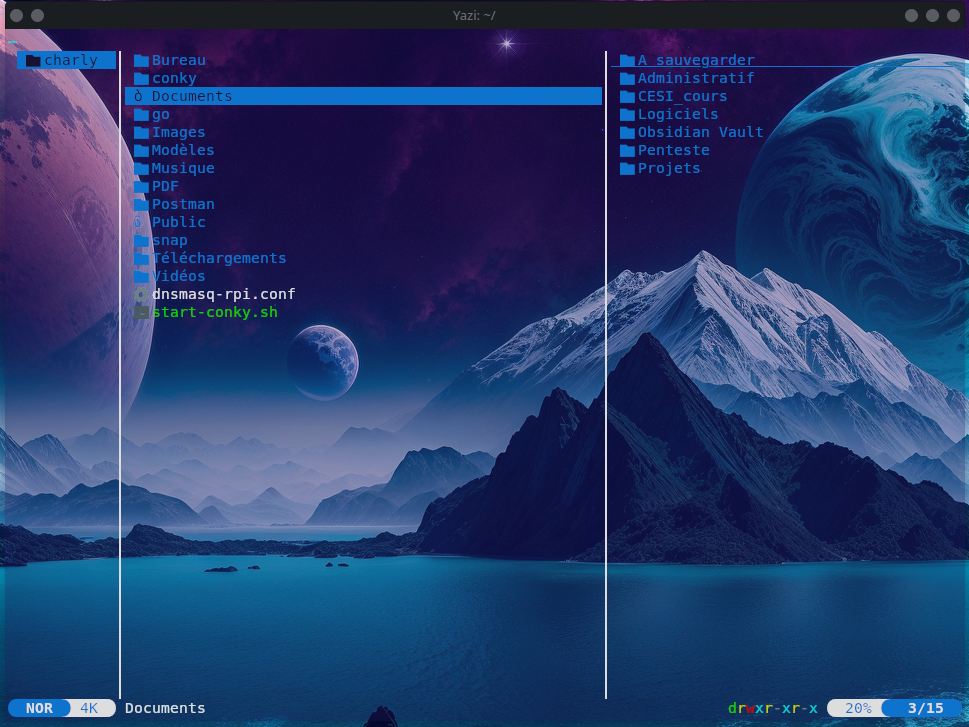 Yazi: ~/
~
charly
Bureau
conky
Documents
go
Images
Modèles
Musique
PDF
Postman
Public
snap
Téléchargements
Vidéos
dnsmasq-rpi.conf
start-conky.sh
A sauvegarder
Administratif
CESI_cours
Logiciels
Obsidian Vault
Penteste
Projets
NOR 4K Documents drwxr-xr-x 20% 3/15